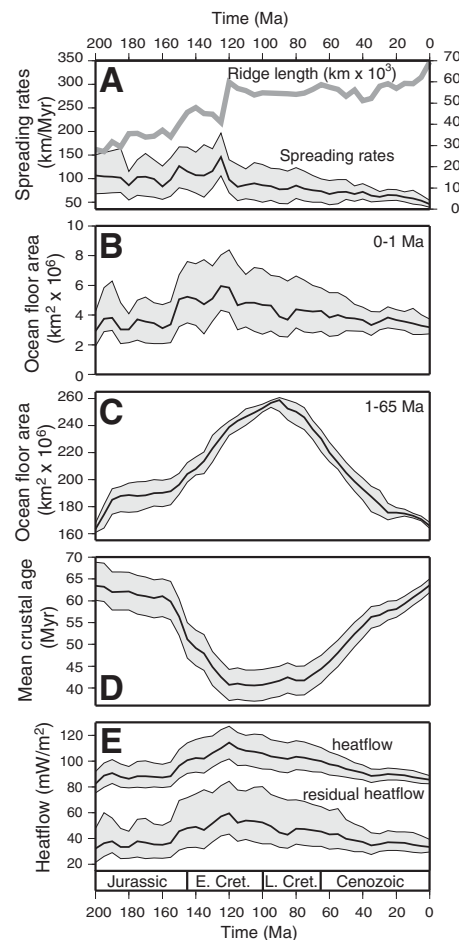 Time (Ma)
200 180 160 140 120 100 80 60 40 20 0
A
350
300
250
200
150
100
50
Spreading rates
(km/Myr)
Ridge length (km x 10³)
Spreading rates
70
60
50
40
30
20
10
0
B
0-1 Ma
10
8
6
4
2
0
Ocean floor area
(km² x 10⁶)
C
1-65 Ma
260
240
220
200
180
160
Ocean floor area
(km² x 10⁶)
70
65
60
55
50
45
40
Mean crustal age
(Myr)
D
E
120
100
80
60
40
20
Heatflow (mW/m²)
heatflow
residual heatflow
Jurassic E. Cret. L. Cret. Cenozoic
200 180 160 140 120 100 80 60 40 20 0
Time (Ma)